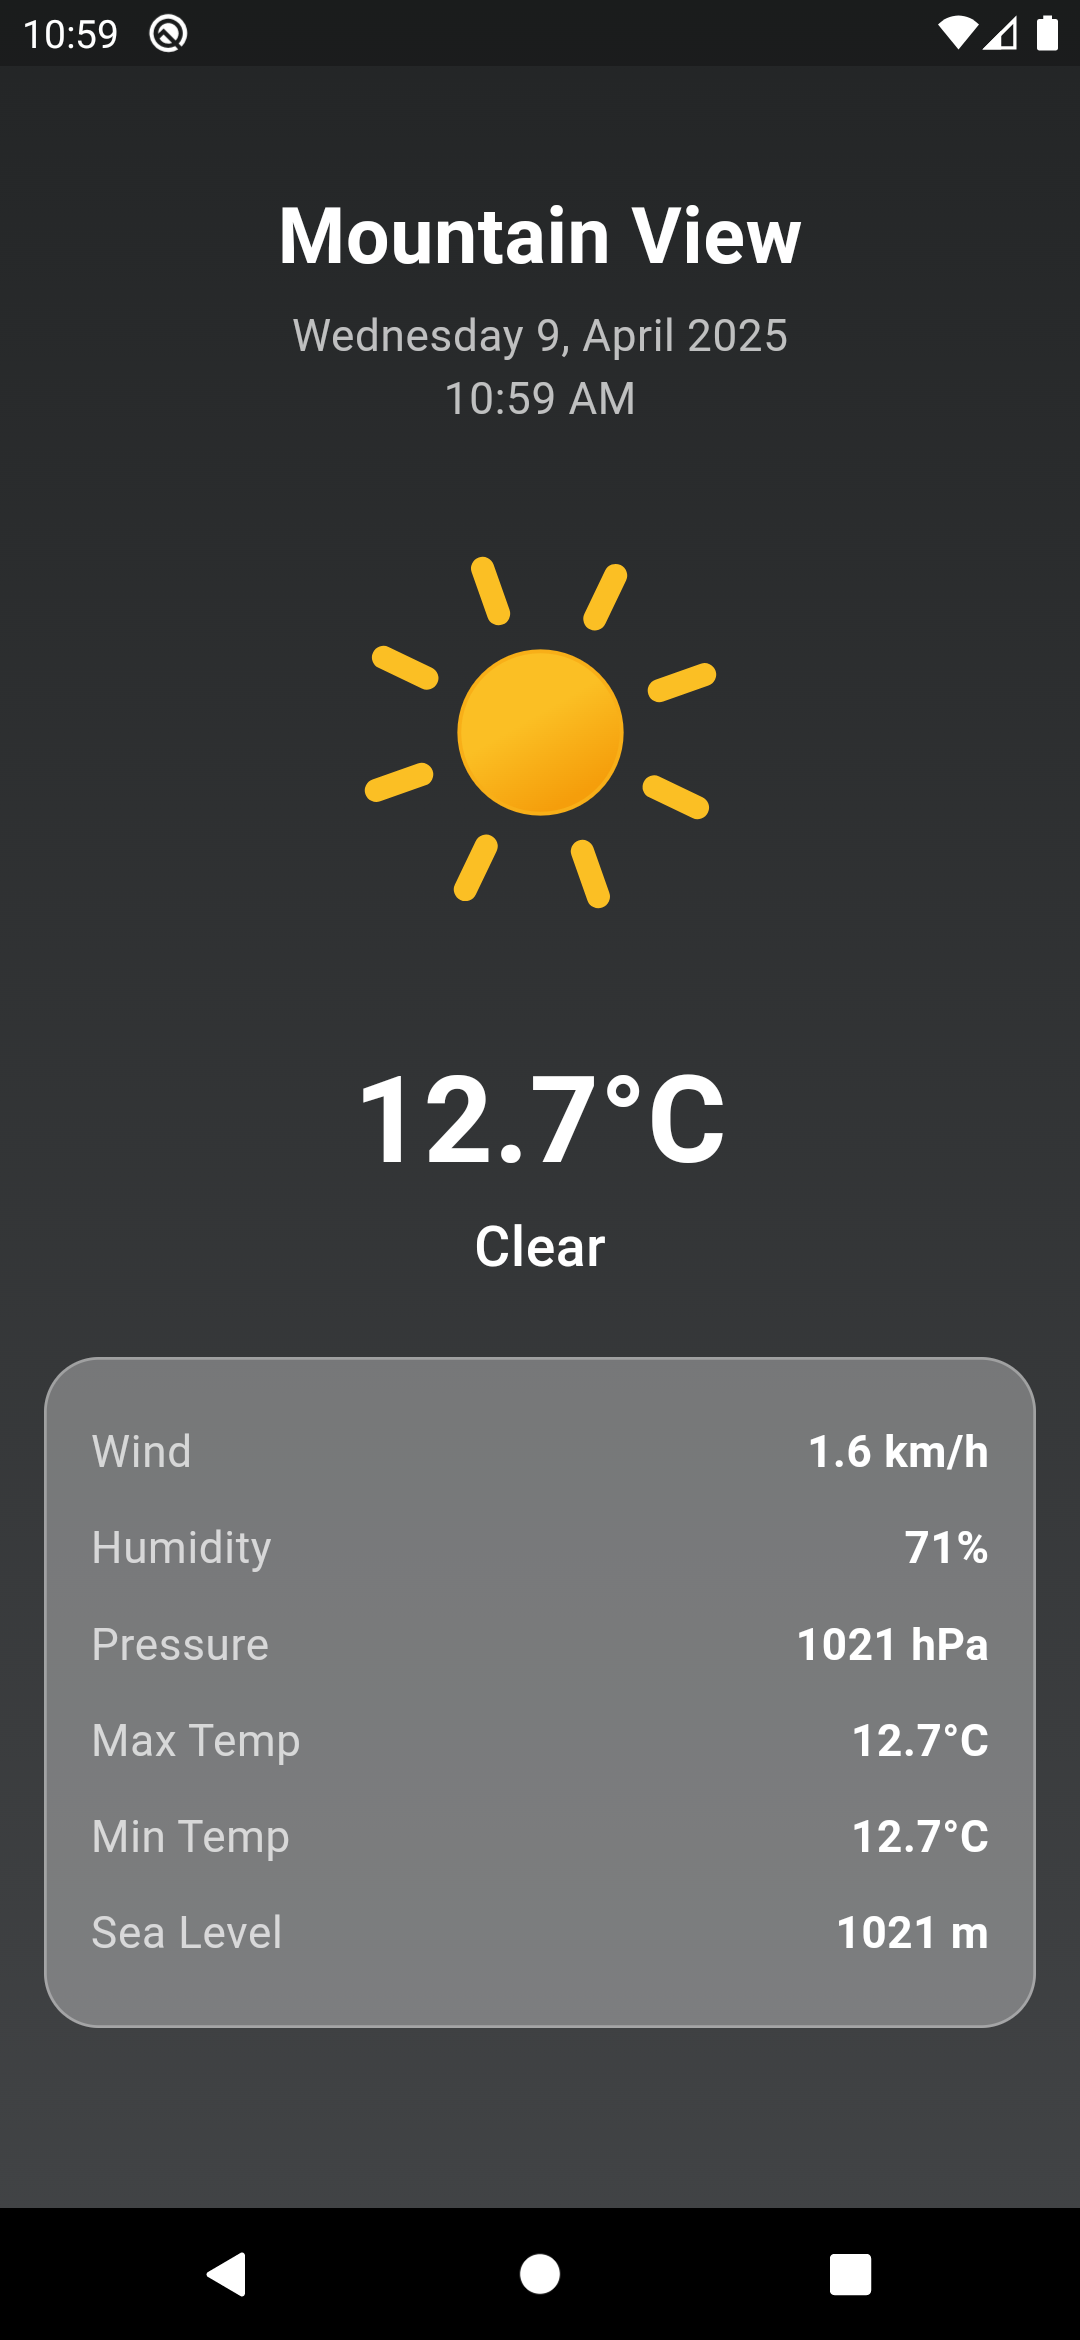 10:59
Mountain View
Wednesday 9, April 2025
10:59 AM
12.7°C
Clear
Wind 1.6 km/h
Humidity 71%
Pressure 1021 hPa
Max Temp 12.7°C
Min Temp 12.7°C
Sea Level 1021 m